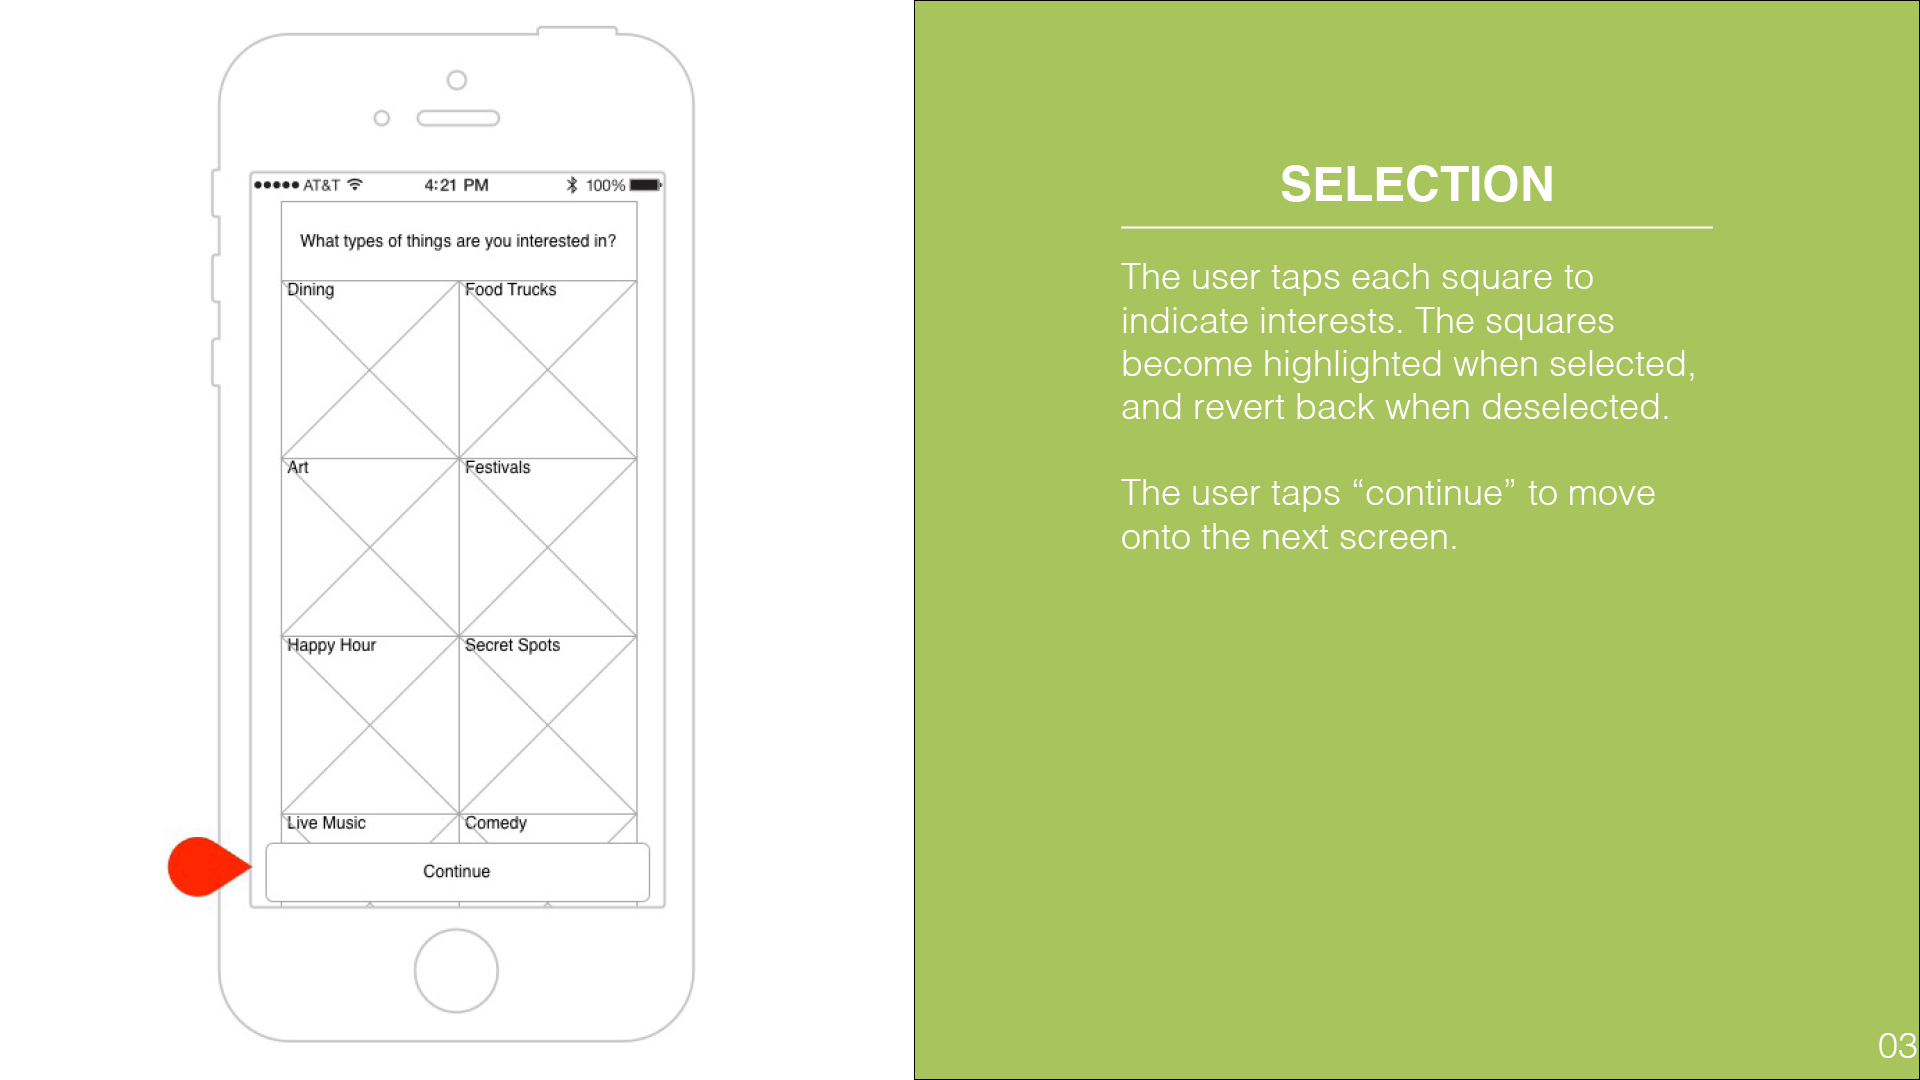 AT&T 4:21 PM 100%
What types of things are you interested in?
Dining Food Trucks
Art Festivals
Happy Hour Secret Spots
Live Music Comedy
Continue
SELECTION
The user taps each square to
indicate interests. The squares
become highlighted when selected,
and revert back when deselected.
The user taps “continue” to move
onto the next screen.
03